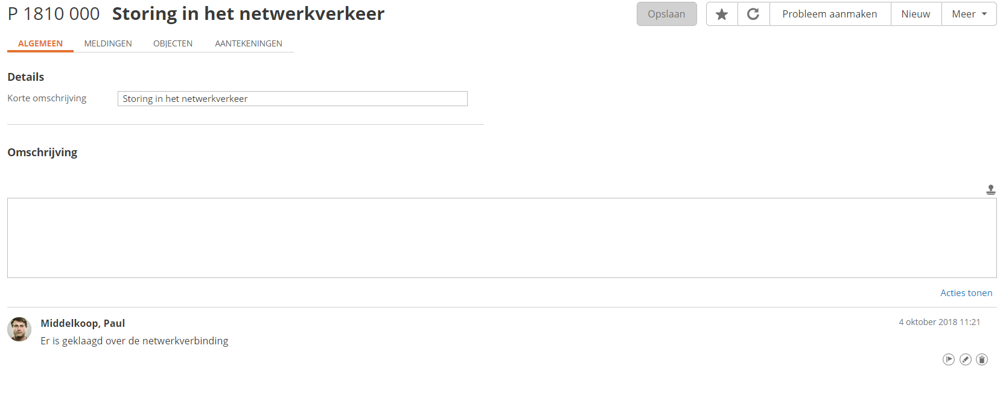 P 1810 000 Storing in het netwerkverkeer
Opslaan Probleem aanmaken Nieuw Meer
ALGEMEEN MELDINGEN OBJECTEN AANTEKENINGEN
Details
Korte omschrijving Storing in het netwerkverkeer
Omschrijving
Acties tonen
Middelkoop, Paul 4 oktober 2018 11:21
Er is geklaagd over de netwerkverbinding